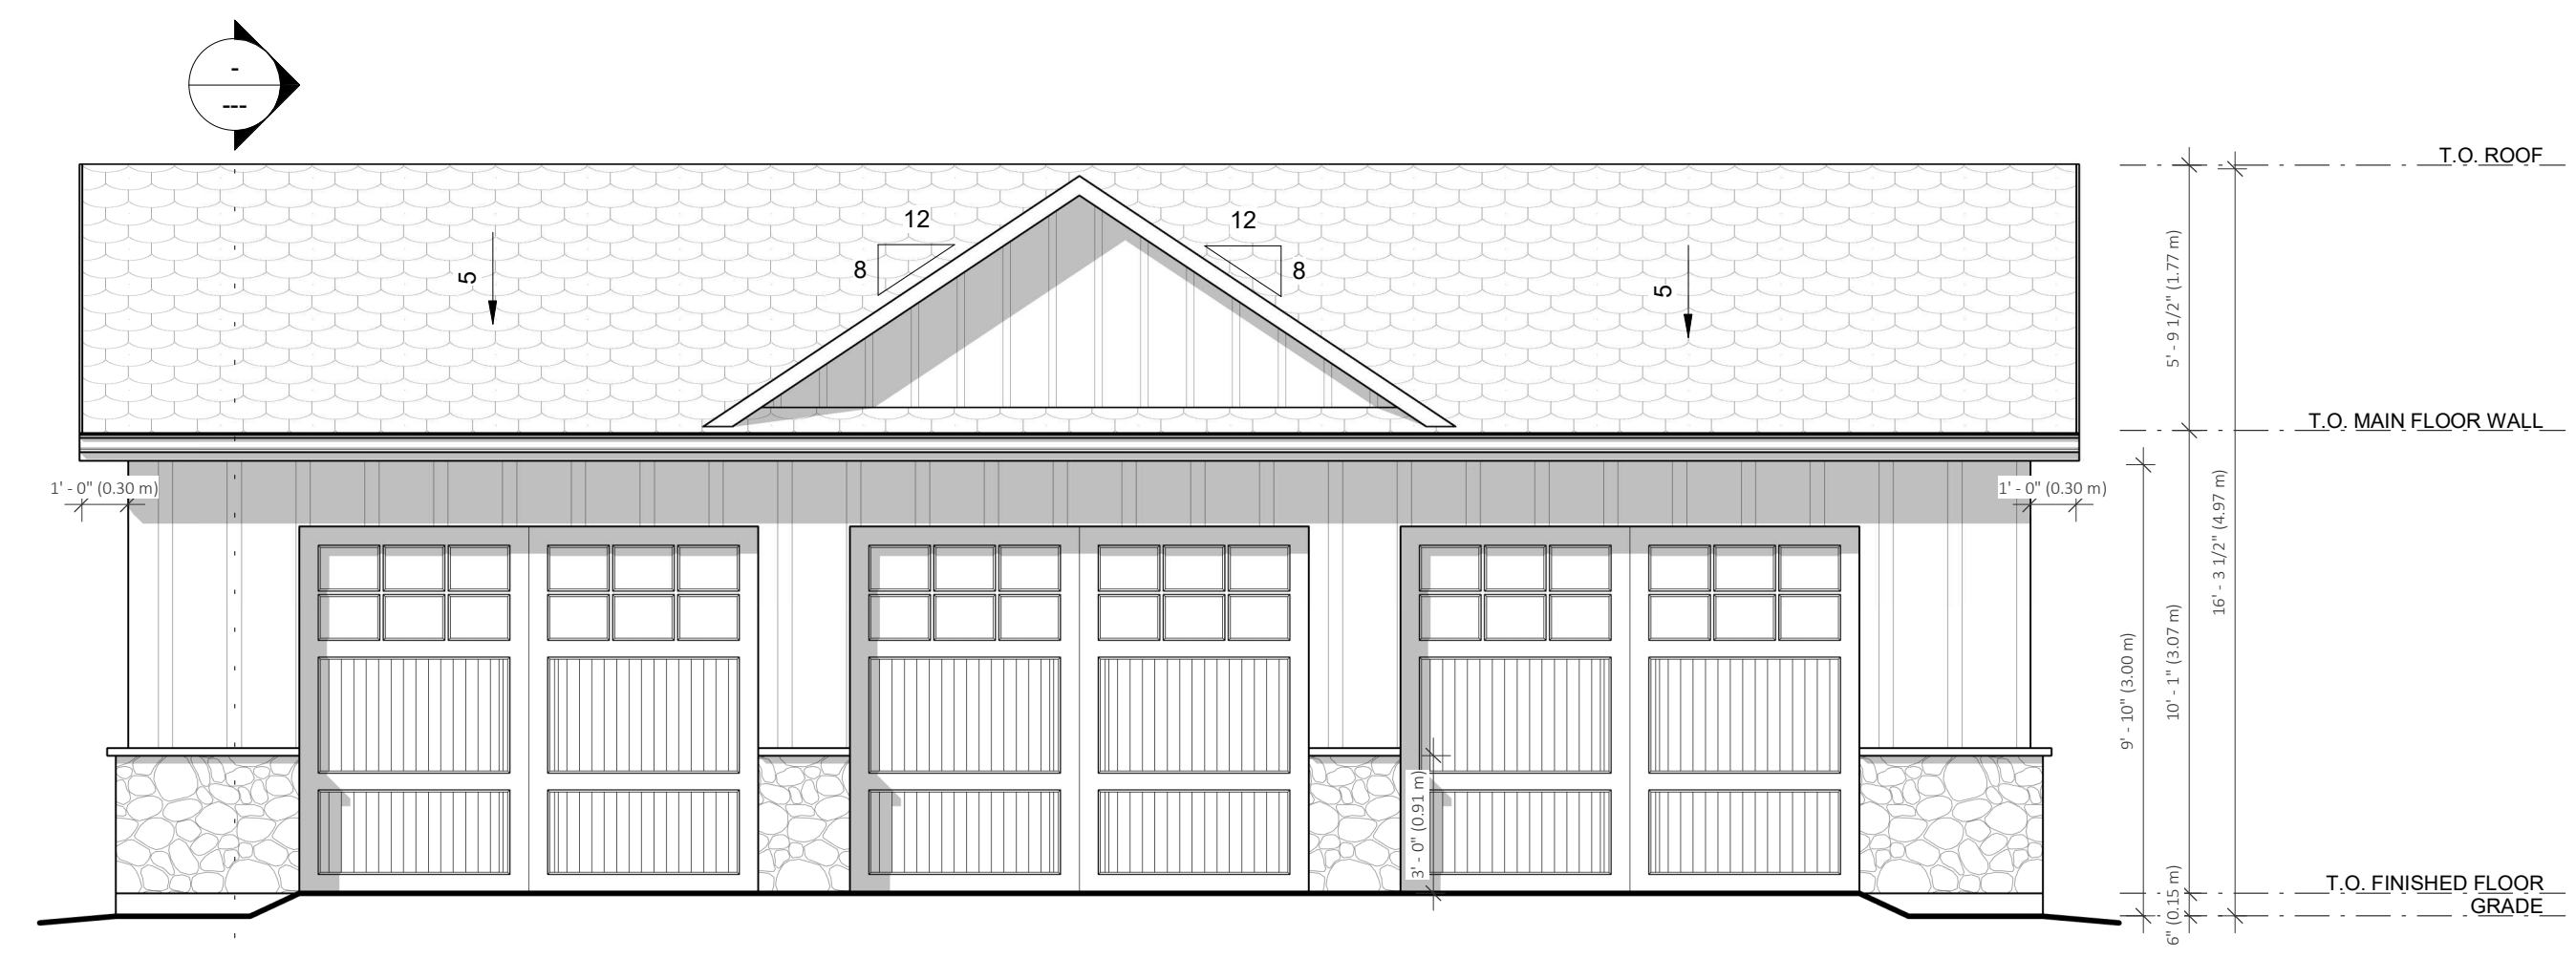 -
---
T.O. ROOF
12
12
8
8
5
5
5' - 9 1/2" (1.77 m)
T.O. MAIN FLOOR WALL
1' - 0" (0.30 m)
1' - 0" (0.30 m)
16' - 3 1/2" (4.97 m)
10' - 1" (3.07 m)
9' - 10" (3.00 m)
3' - 0" (0.91 m)
T.O. FINISHED FLOOR
GRADE
6" (0.15 m)